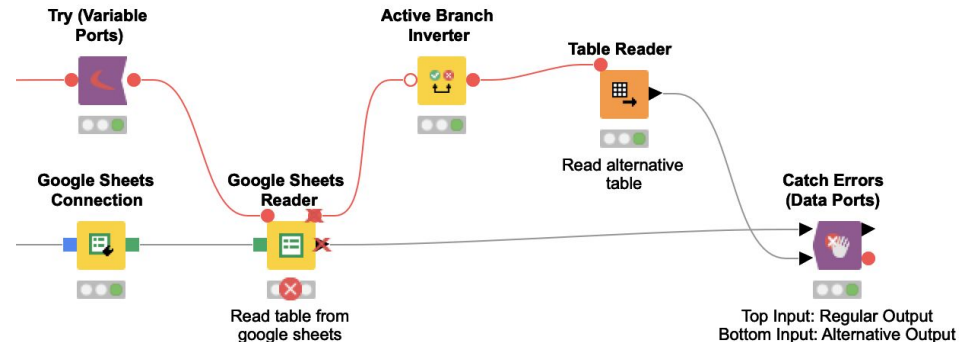 Try (Variable
Ports)
Active Branch
Inverter
Table Reader
Read alternative
table
Google Sheets
Connection
Google Sheets
Reader
Read table from
google sheets
Catch Errors
(Data Ports)
Top Input: Regular Output
Bottom Input: Alternative Output